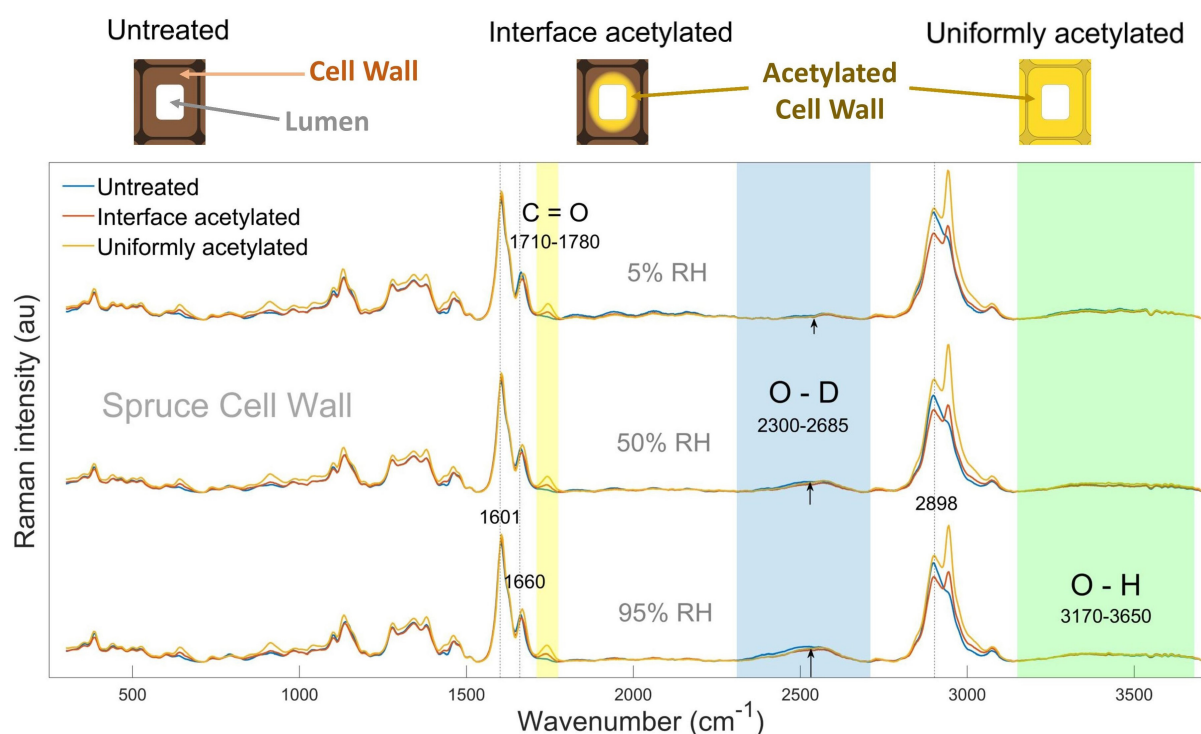 Untreated
Interface acetylated
Uniformly acetylated
Cell Wall
Lumen
Acetylated
Cell Wall
Untreated
Interface acetylated
Uniformly acetylated
C = O
1710-1780
5% RH
Spruce Cell Wall
O - D
2300-2685
50% RH
1601
2898
1660
95% RH
O - H
3170-3650
Raman intensity (au)
500
1000
1500
2000
2500
3000
3500
Wavenumber (cm⁻¹)